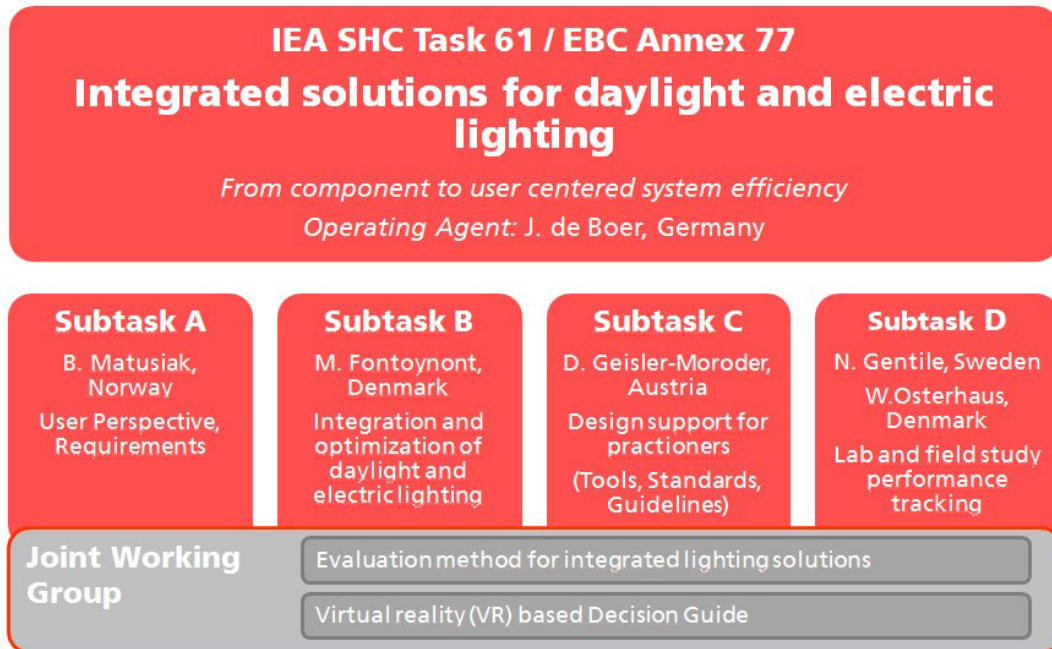 IEA SHC Task 61 / EBC Annex 77
Integrated solutions for daylight and electric
lighting
From component to user centered system efficiency
Operating Agent: J. de Boer, Germany
Subtask A
B. Matusiak,
Norway
User Perspective,
Requirements
Subtask B
M. Fontoynont,
Denmark
Integration and
optimization of
daylight and
electric lighting
Subtask C
D. Geisler-Moroder,
Austria
Design support for
practioners
(Tools, Standards,
Guidelines)
Subtask D
N. Gentile, Sweden
W.Osterhaus,
Denmark
Lab and field study
performance
tracking
Joint Working
Group
Evaluation method for integrated lighting solutions
Virtual reality (VR) based Decision Guide